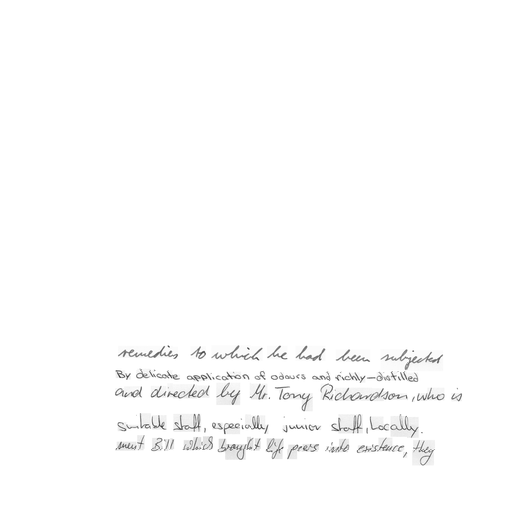 remedies to which he had been subjected
By delicate application of odours and richly-distilled
and directed by Mr. Tony Richardson, who is
suitable staff, especially junior staff, locally.
ment Bill which brought life peers into existence, they